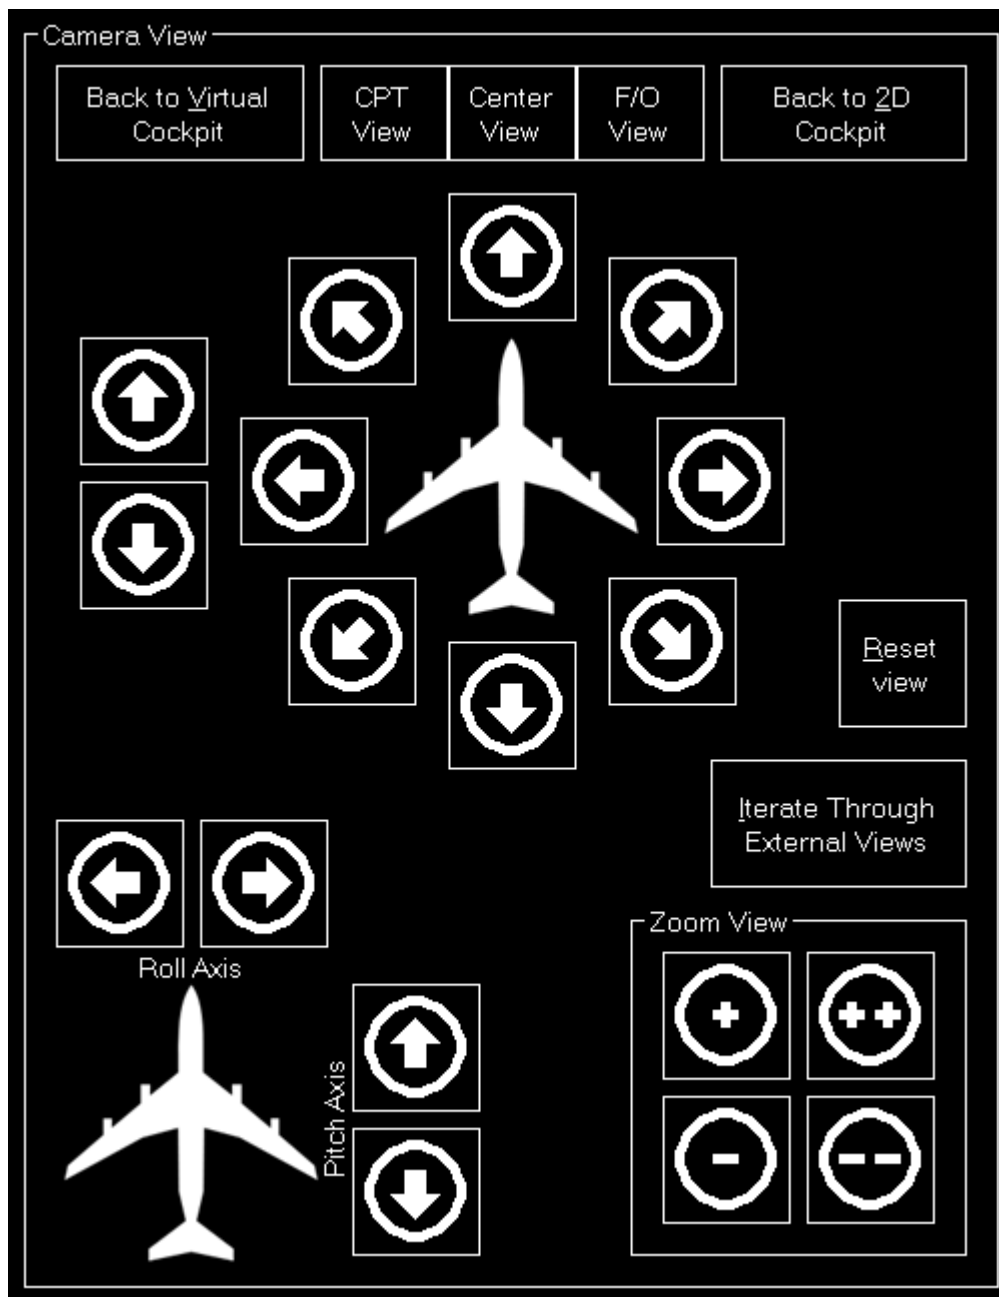 Camera View
Back to Virtual
Cockpit
CPT
View
Center
View
F/O
View
Back to 2D
Cockpit
Reset
view
Iterate Through
External Views
Roll Axis
Pitch Axis
Zoom View
+
++
-
--